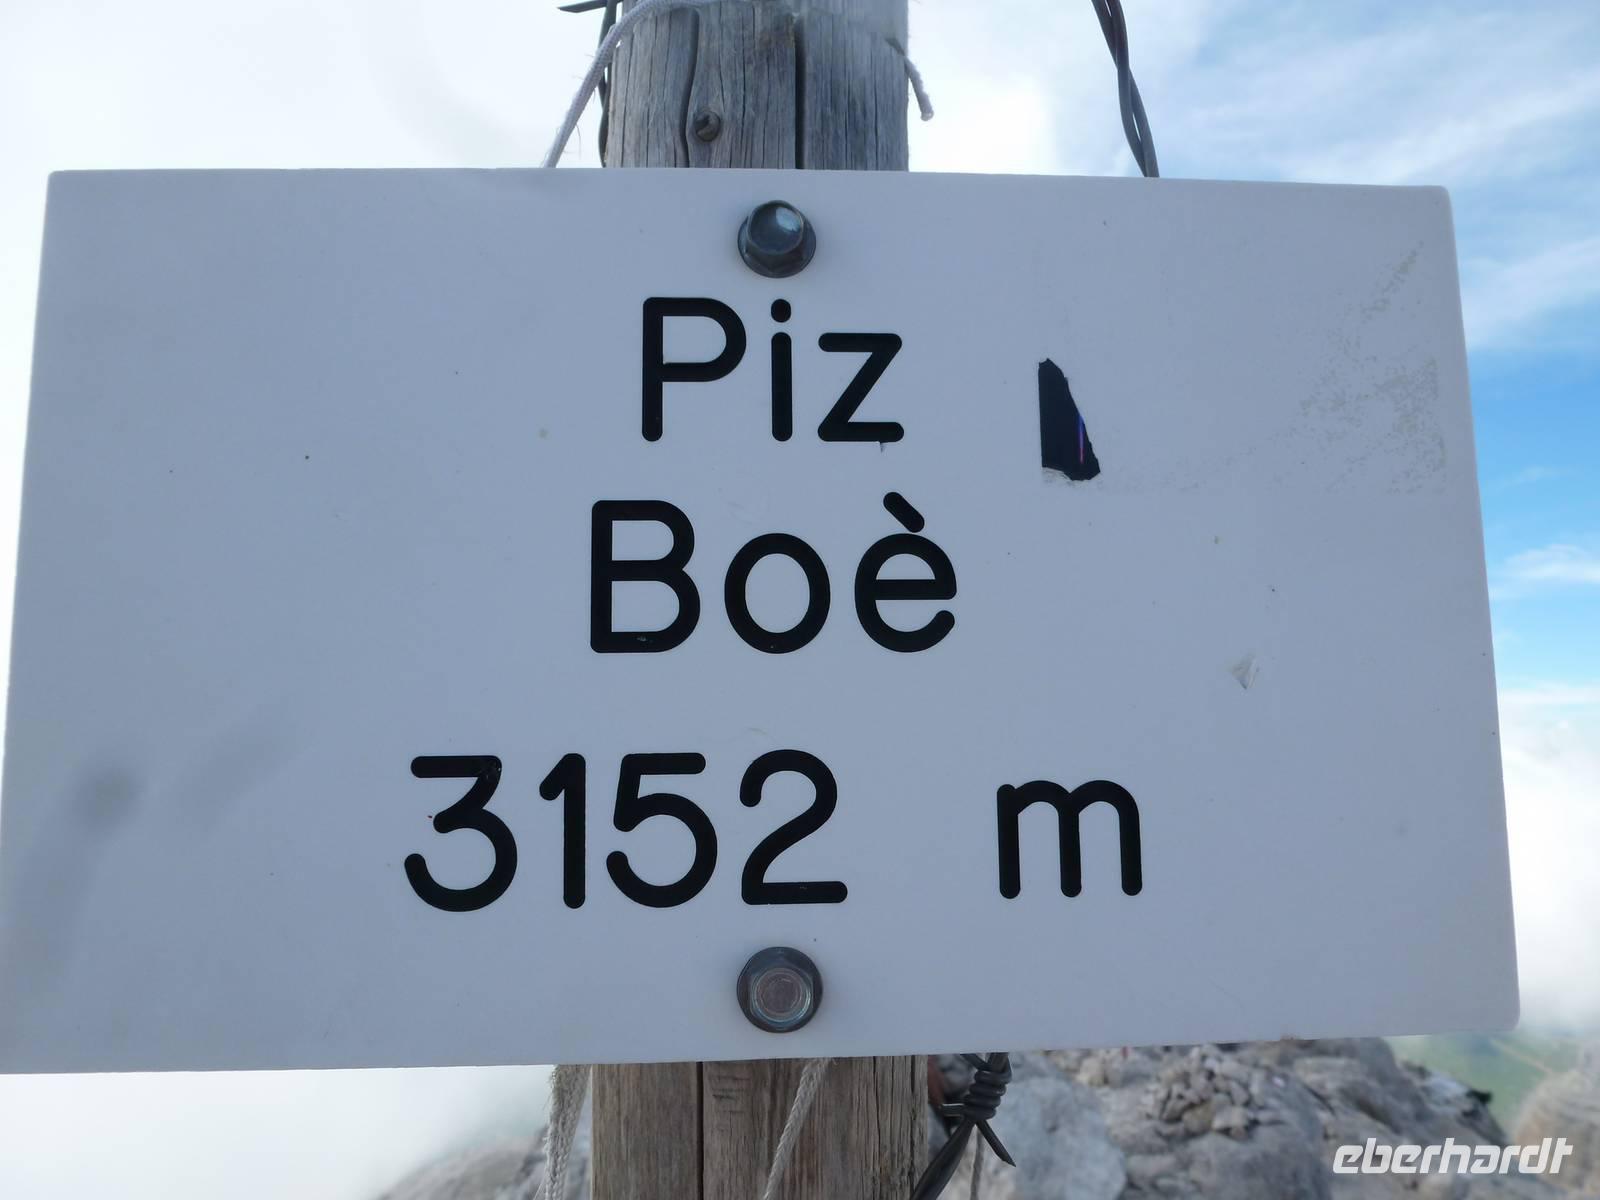 Piz
Boè
3152 m
eberhardt